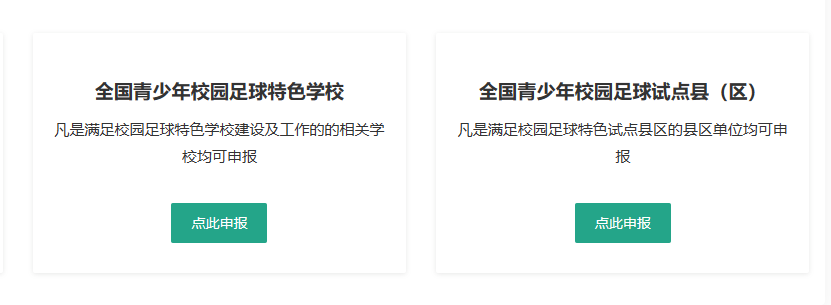 全国青少年校园足球特色学校
凡是满足校园足球特色学校建设及工作的的相关学
校均可申报
点此申报
全国青少年校园足球试点县（区）
凡是满足校园足球特色试点县区的县区单位均可申
报
点此申报